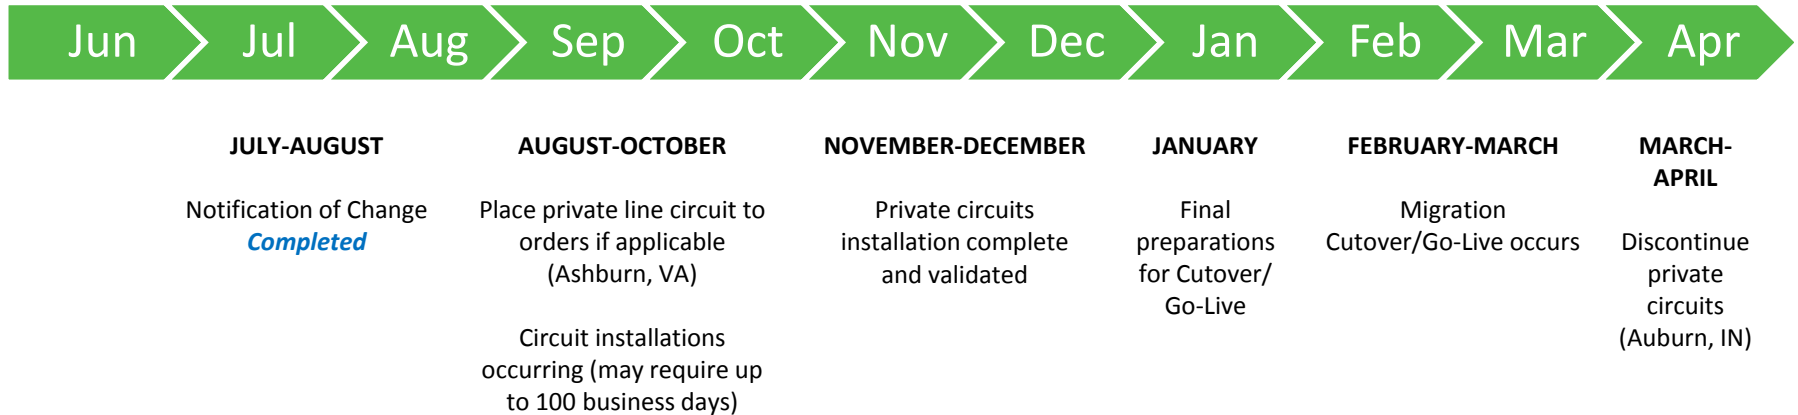 Jun
Jul
Aug
Sep
Oct
Nov
Dec
Jan
Feb
Mar
Apr
JULY-AUGUST
Notification of Change
Completed
AUGUST-OCTOBER
Place private line circuit to
orders if applicable
(Ashburn, VA)
Circuit installations
occurring (may require up
to 100 business days)
NOVEMBER-DECEMBER
Private circuits
installation complete
and validated
JANUARY
Final
preparations
for Cutover/
Go-Live
FEBRUARY-MARCH
Migration
Cutover/Go-Live occurs
MARCH-
APRIL
Discontinue
private
circuits
(Auburn, IN)